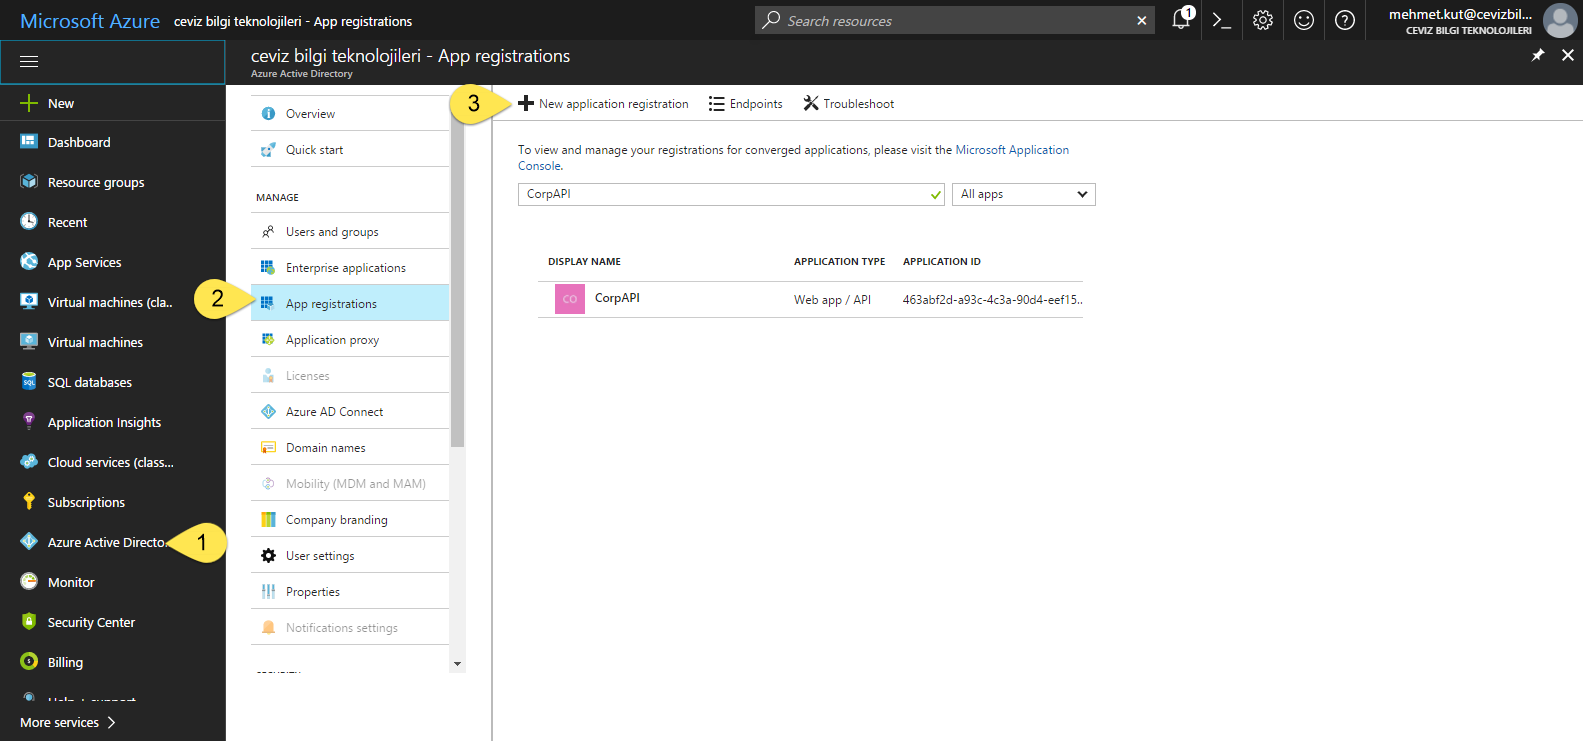 Microsoft Azure
ceviz bilgi teknolojileri - App registrations
Search resources
1
mehmet.kut@cevizbil...
CEVIZ BILGI TEKNOLOJILERI
New
Dashboard
Resource groups
Recent
App Services
Virtual machines (cla..
Virtual machines
SQL databases
Application Insights
Cloud services (class...
Subscriptions
Azure Active Directo..
1
Monitor
Security Center
Billing
Help + support
More services
ceviz bilgi teknolojileri - App registrations
Azure Active Directory
Overview
Quick start
MANAGE
Users and groups
Enterprise applications
2
App registrations
Application proxy
Licenses
Azure AD Connect
Domain names
Mobility (MDM and MAM)
Company branding
User settings
Properties
Notifications settings
SECURITY
3
New application registration
Endpoints
Troubleshoot
To view and manage your registrations for converged applications, please visit the Microsoft Application
Console.
CorpAPI
All apps
DISPLAY NAME
APPLICATION TYPE
APPLICATION ID
CO
CorpAPI
Web app / API
463abf2d-a93c-4c3a-90d4-eef15..